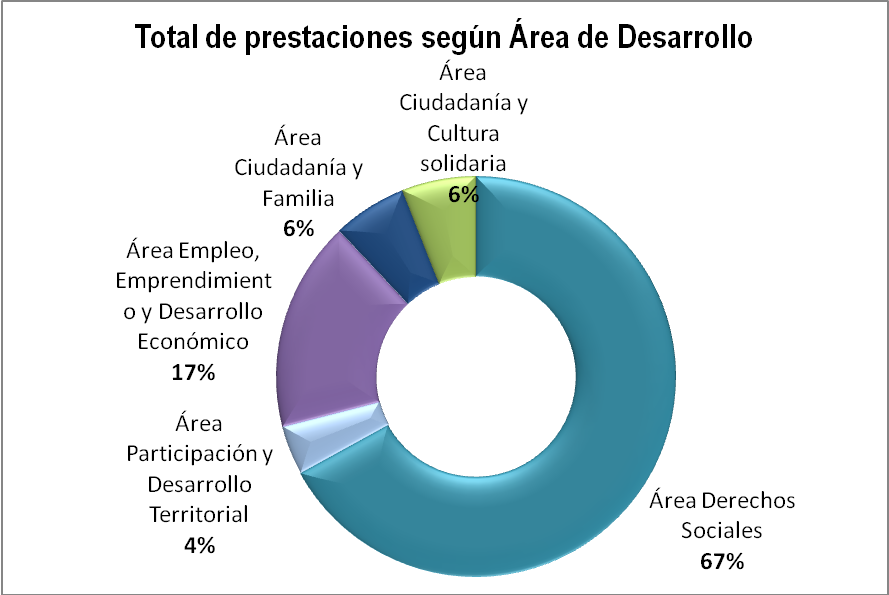 Total de prestaciones según Área de Desarrollo
Área
Ciudadanía y
Cultura
solidaria
6%
Área
Ciudadanía y
Familia
6%
Área Empleo,
Emprendimient
o y Desarrollo
Económico
17%
Área
Participación y
Desarrollo
Territorial
4%
Área Derechos
Sociales
67%